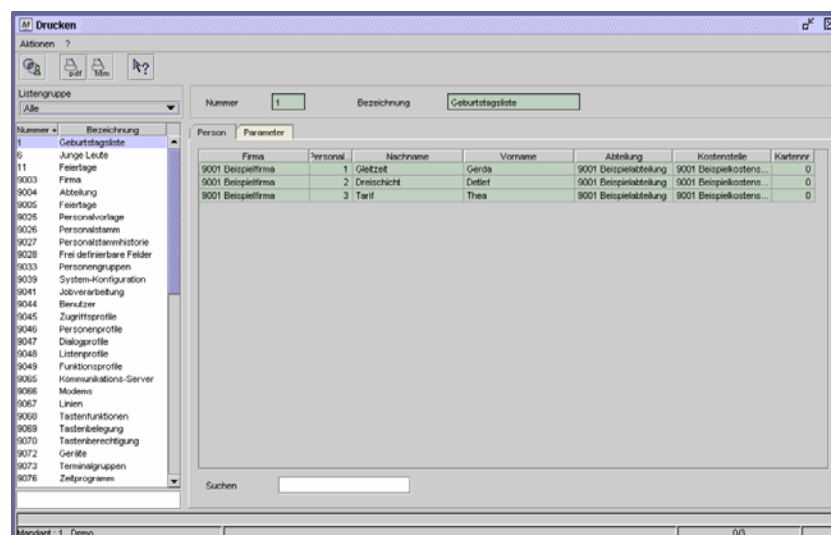 M Drucken
Aktionen ?
pdf htm ?
Listengruppe
Alle
Nummer 1 Bezeichnung Geburtstagsliste
Nummer Bezeichnung
1 Geburtstagsliste
6 Junge Leute
11 Feiertage
9003 Firma
9004 Abteilung
9005 Feiertage
9025 Personalvorlage
9026 Personalstamm
9027 Personalstammhistorie
9028 Frei definierbare Felder
9033 Personengruppen
9039 System-Konfiguration
9041 Jobverarbeitung
9044 Benutzer
9045 Zugriffsprofile
9046 Personenprofile
9047 Dialogprofile
9048 Listenprofile
9049 Funktionsprofile
9065 Kommunikations-Server
9066 Modems
9067 Linien
9068 Tastenfunktionen
9069 Tastenbelegung
9070 Tastenberechtigung
9072 Geräte
9073 Terminalgruppen
9076 Zeitprogramm
Person Parameter
Firma Personal... Nachname Vorname Abteilung Kostenstelle Kartennr
9001 Beispielfirma 1 Gleitzeit Gerda 9001 Beispielabteilung 9001 Beispielkostens... 0
9001 Beispielfirma 2 Dreischicht Detlef 9001 Beispielabteilung 9001 Beispielkostens... 0
9001 Beispielfirma 3 Tarif Thea 9001 Beispielabteilung 9001 Beispielkostens... 0
Suchen
Mandant : 1 Demo 0/3